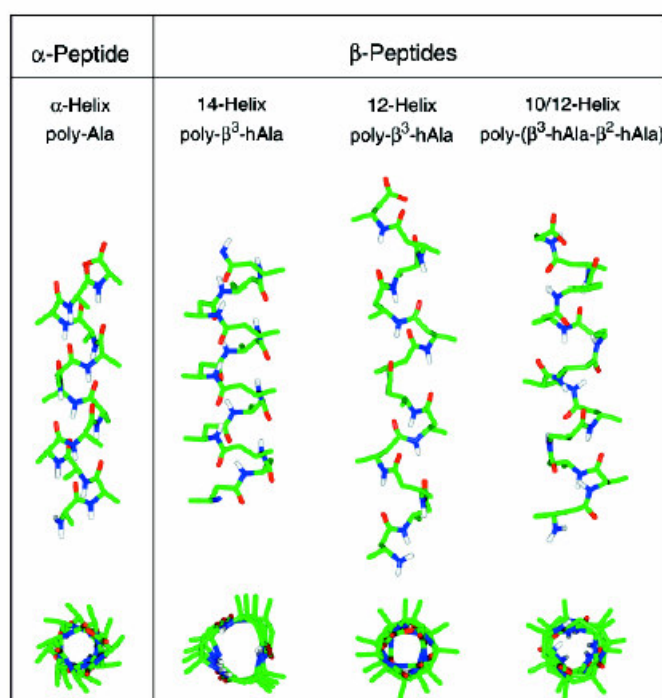 α-Peptide
β-Peptides
α-Helix
poly-Ala
14-Helix
poly-β³-hAla
12-Helix
poly-β³-hAla
10/12-Helix
poly-(β³-hAla-β²-hAla)